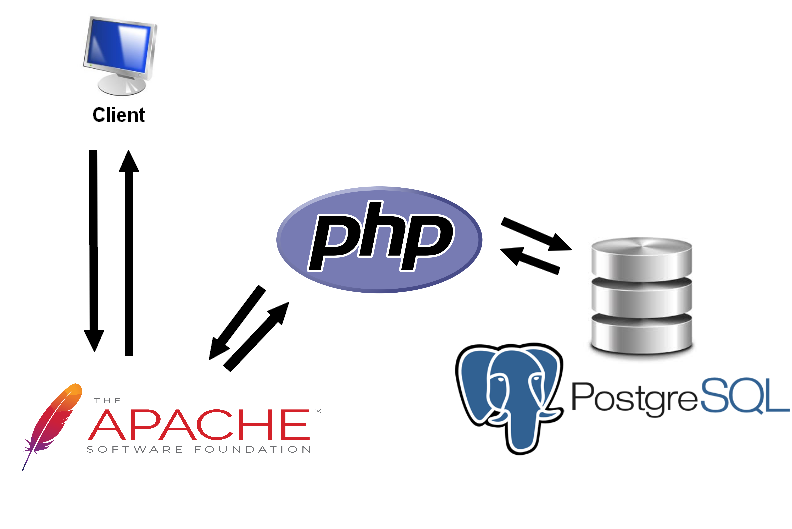 Client
php
THE
APACHE
SOFTWARE FOUNDATION
PostgreSQL